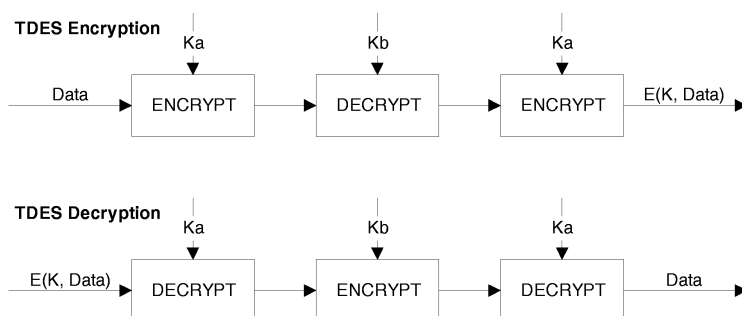 TDES Encryption
Ka Kb Ka
Data ENCRYPT DECRYPT ENCRYPT E(K, Data)
TDES Decryption
Ka Kb Ka
E(K, Data) DECRYPT ENCRYPT DECRYPT Data